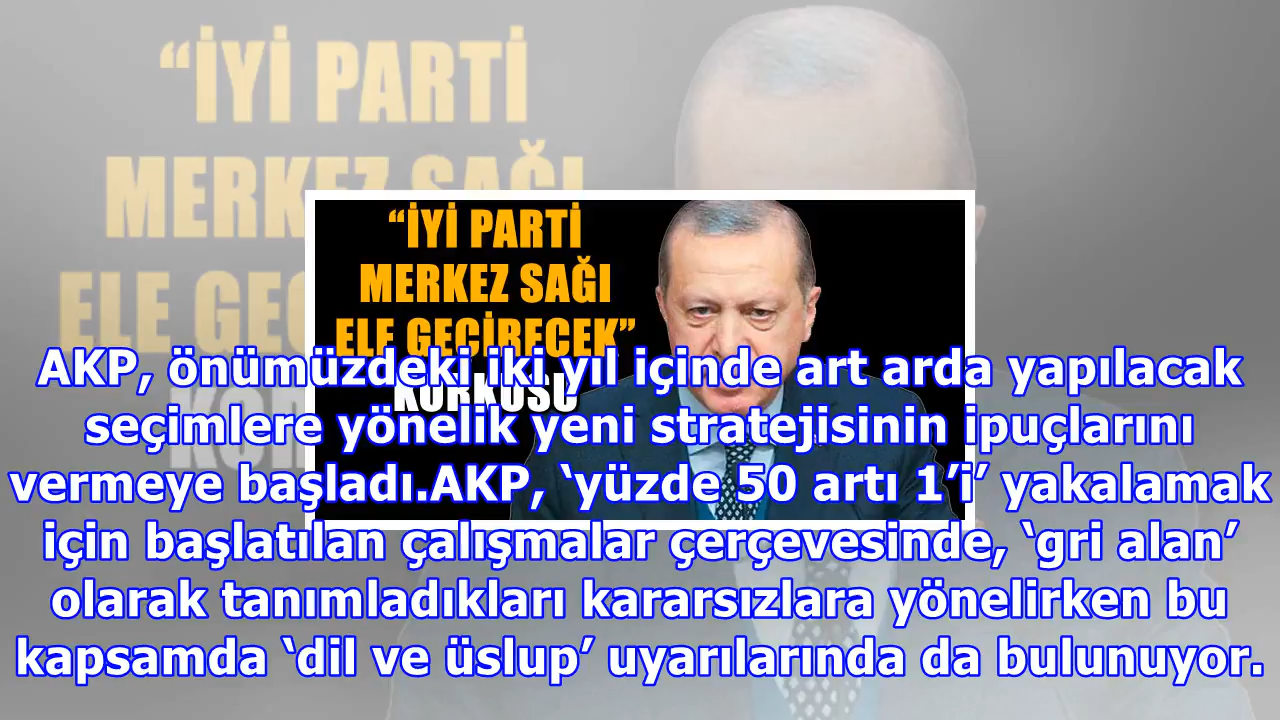 “İYİ PARTİ
MERKEZ SAĞI
ELE GEÇİRECEK”
KORKUSU
AKP, önümüzdeki iki yıl içinde art arda yapılacak
seçimlere yönelik yeni stratejisinin ipuçlarını
vermeye başladı.AKP, ‘yüzde 50 artı 1’i’ yakalamak
için başlatılan çalışmalar çerçevesinde, ‘gri alan’
olarak tanımladıkları kararsızlara yönelirken bu
kapsamda ‘dil ve üslup’ uyarılarında da bulunuyor.